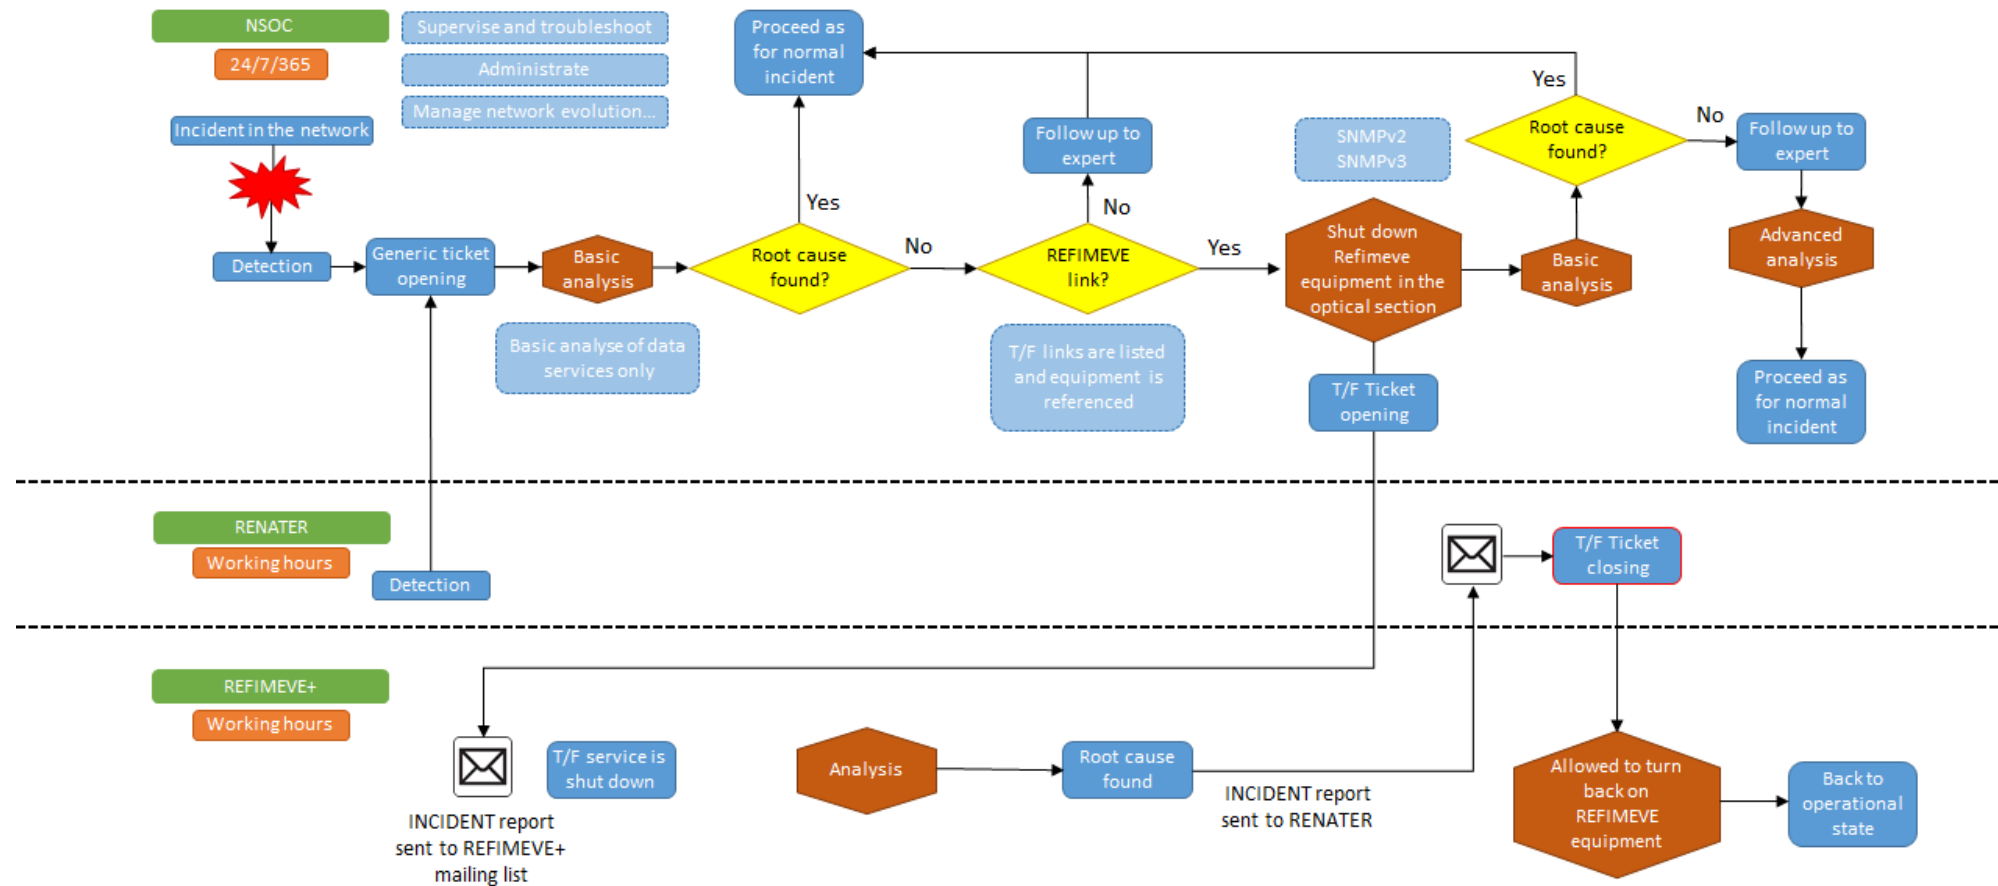 NSOC
24/7/365
Supervise and troubleshoot
Administrate
Manage network evolution...
Incident in the network
Detection
Generic ticket
opening
Basic
analysis
Basic analyse of data
services only
Root cause
found?
Yes
No
Proceed as
for normal
incident
REFIMEVE
link?
No
Yes
Follow up to
expert
T/F links are listed
and equipment is
referenced
SNMPv2
SNMPv3
Shut down
Refimeve
equipment in the
optical section
T/F Ticket
opening
Basic
analysis
Root cause
found?
Yes
No
Follow up to
expert
Advanced
analysis
Proceed as
for normal
incident
RENATER
Working hours
Detection
T/F Ticket
closing
REFIMEVE+
Working hours
INCIDENT report
sent to REFIMEVE+
mailing list
T/F service is
shut down
Analysis
Root cause
found
INCIDENT report
sent to RENATER
Allowed to turn
back on
REFIMEVE
equipment
Back to
operational
state